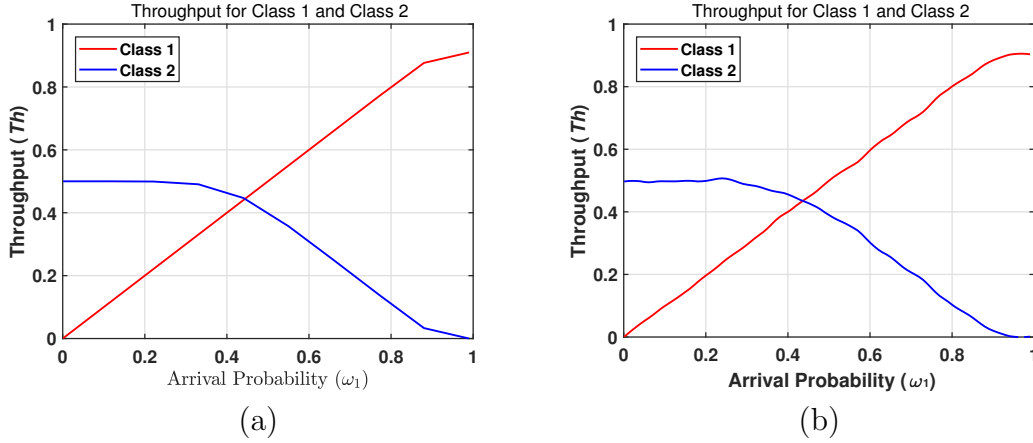 Throughput for Class 1 and Class 2
Class 1
Class 2
Throughput (Th)
1
0.8
0.6
0.4
0.2
0
0 0.2 0.4 0.6 0.8 1
Arrival Probability (ω₁)
(a)
Throughput for Class 1 and Class 2
Class 1
Class 2
Throughput (Th)
1
0.8
0.6
0.4
0.2
0
0 0.2 0.4 0.6 0.8 1
Arrival Probability (ω₁)
(b)